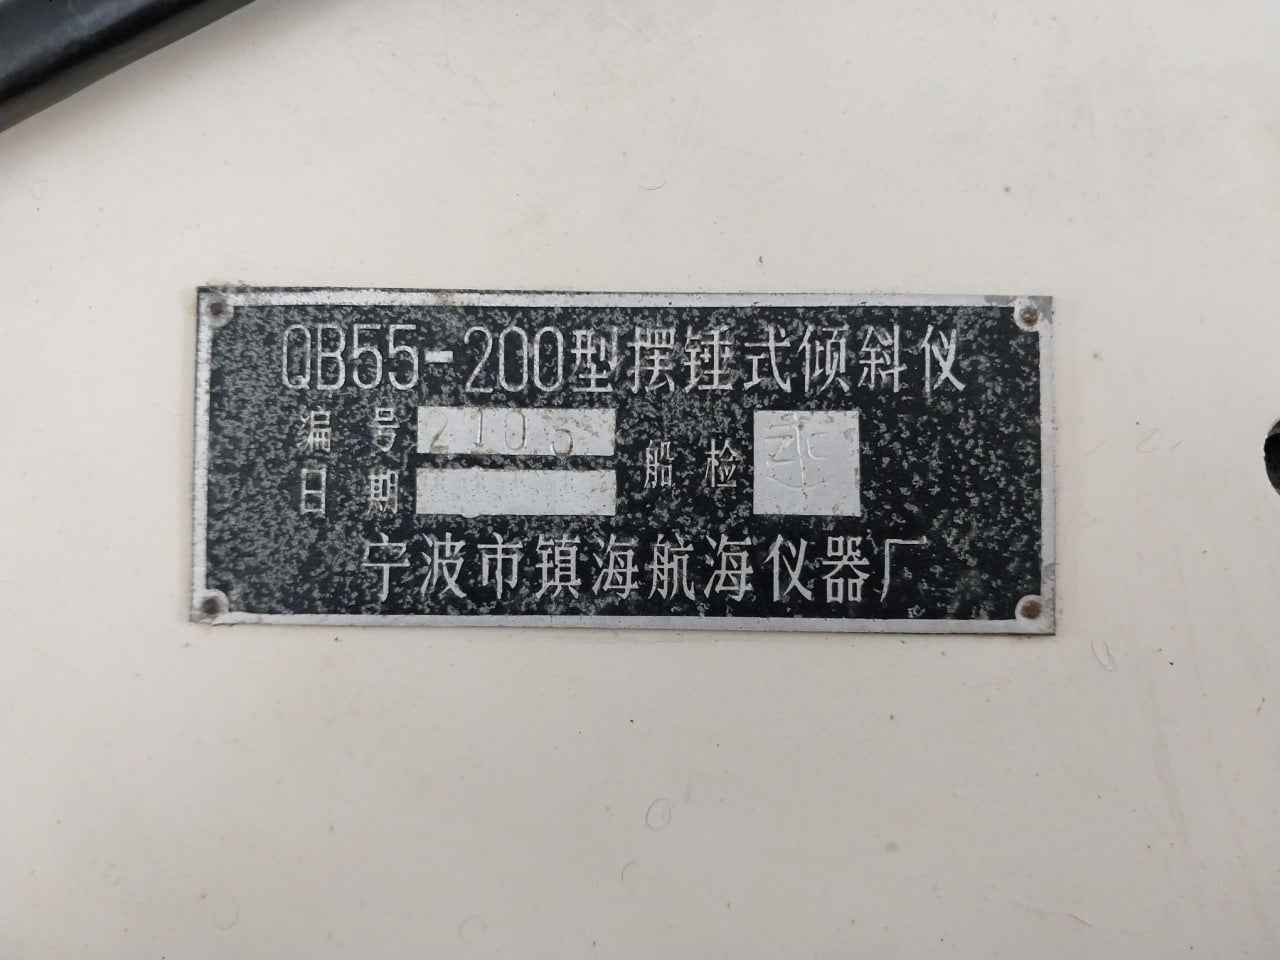 QB55-200型摆锤式倾斜仪
编号 2103
船检
日期
宁波市镇海航海仪器厂